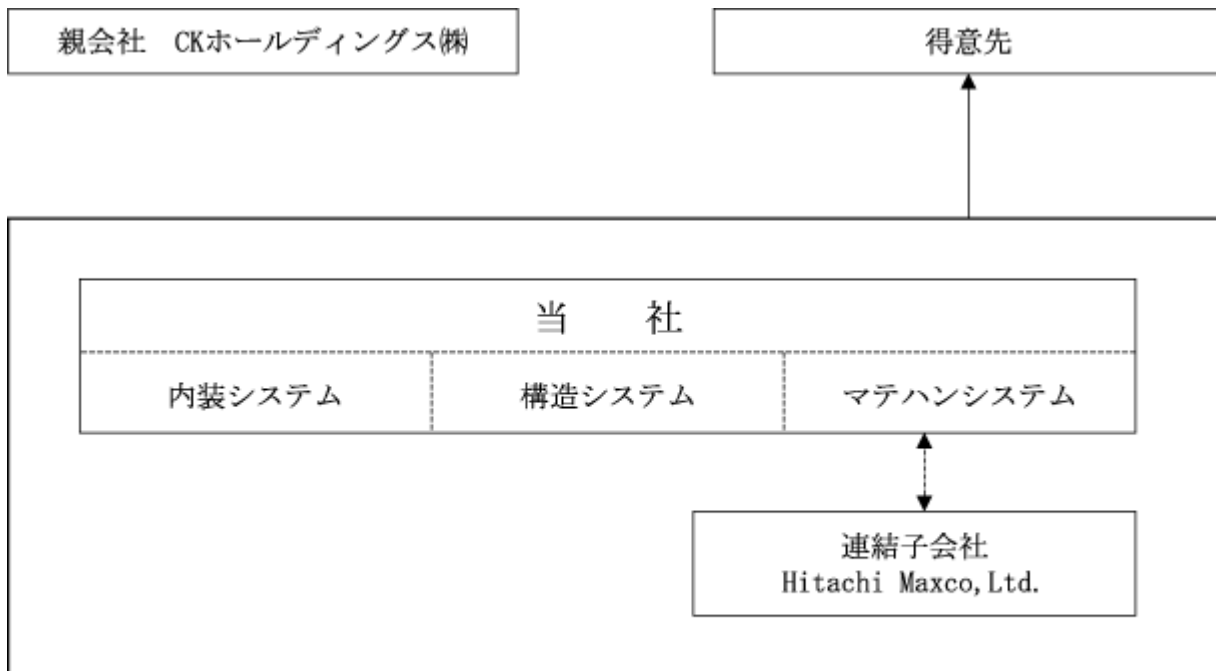 親会社　CKホールディングス㈱
得意先
当　　社
内装システム
構造システム
マテハンシステム
連結子会社
Hitachi Maxco,Ltd.